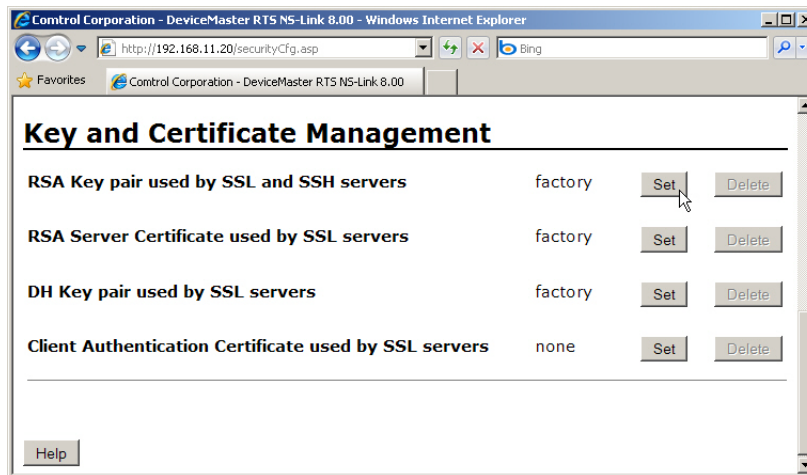 Comtrol Corporation - DeviceMaster RTS NS-Link 8.00 - Windows Internet Explorer
http://192.168.11.20/securityCfg.asp Bing
Favorites Comtrol Corporation - DeviceMaster RTS NS-Link 8.00
Key and Certificate Management
RSA Key pair used by SSL and SSH servers factory Set Delete
RSA Server Certificate used by SSL servers factory Set Delete
DH Key pair used by SSL servers factory Set Delete
Client Authentication Certificate used by SSL servers none Set Delete
Help